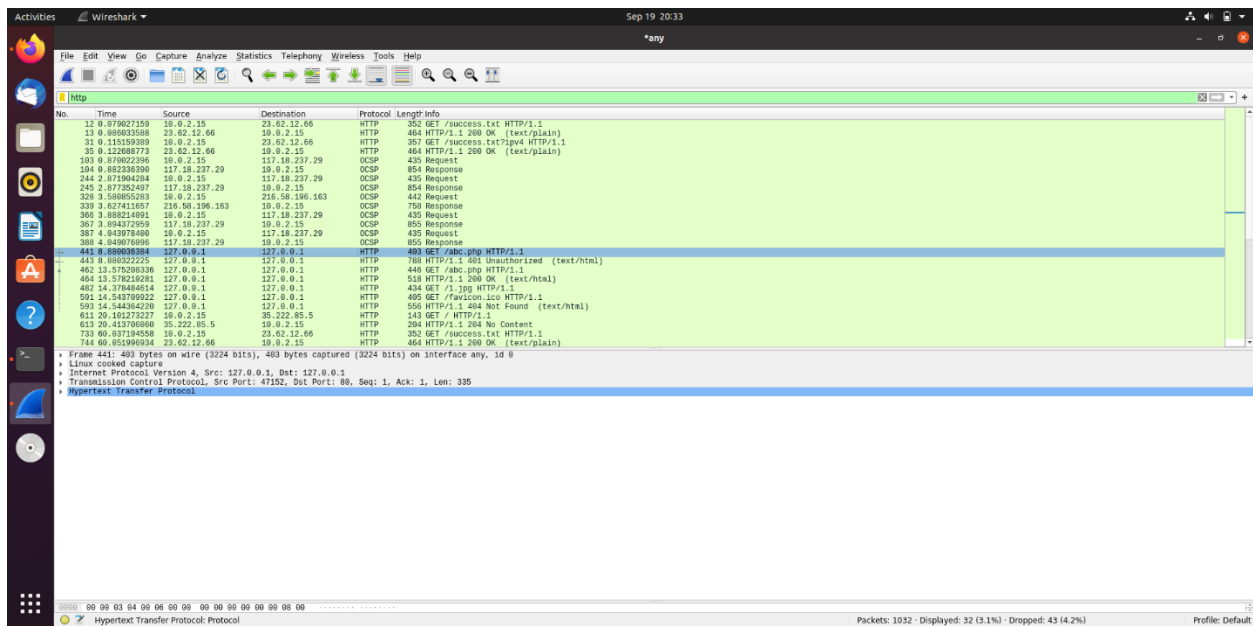 Activities Wireshark Sep 19 20:33
*any
File Edit View Go Capture Analyze Statistics Telephony Wireless Tools Help
http
No. Time Source Destination Protocol Length Info
12 0.079027159 10.0.2.15 23.62.12.66 HTTP 352 GET /success.txt HTTP/1.1
13 0.086033588 23.62.12.66 10.0.2.15 HTTP 464 HTTP/1.1 200 OK (text/plain)
31 0.115159389 10.0.2.15 23.62.12.66 HTTP 357 GET /success.txt?ipv4 HTTP/1.1
35 0.122688773 23.62.12.66 10.0.2.15 HTTP 464 HTTP/1.1 200 OK (text/plain)
103 0.870022396 10.0.2.15 117.18.237.29 OCSP 435 Request
104 0.882336390 117.18.237.29 10.0.2.15 OCSP 854 Response
244 2.871904284 10.0.2.15 117.18.237.29 OCSP 435 Request
245 2.877352407 117.18.237.29 10.0.2.15 OCSP 854 Response
328 3.580855283 10.0.2.15 216.58.196.163 OCSP 442 Request
339 3.627411657 216.58.196.163 10.0.2.15 OCSP 758 Response
366 3.888214091 10.0.2.15 117.18.237.29 OCSP 435 Request
367 3.894372959 117.18.237.29 10.0.2.15 OCSP 855 Response
387 4.043978400 10.0.2.15 117.18.237.29 OCSP 435 Request
388 4.049076096 117.18.237.29 10.0.2.15 OCSP 855 Response
441 8.880036384 127.0.0.1 127.0.0.1 HTTP 403 GET /abc.php HTTP/1.1
443 8.880322225 127.0.0.1 127.0.0.1 HTTP 788 HTTP/1.1 401 Unauthorized (text/html)
462 13.575208336 127.0.0.1 127.0.0.1 HTTP 446 GET /abc.php HTTP/1.1
464 13.578210281 127.0.0.1 127.0.0.1 HTTP 518 HTTP/1.1 200 OK (text/html)
482 14.378484614 127.0.0.1 127.0.0.1 HTTP 434 GET /1.jpg HTTP/1.1
591 14.543709922 127.0.0.1 127.0.0.1 HTTP 405 GET /favicon.ico HTTP/1.1
593 14.544364220 127.0.0.1 127.0.0.1 HTTP 556 HTTP/1.1 404 Not Found (text/html)
611 20.101273227 10.0.2.15 35.222.85.5 HTTP 143 GET / HTTP/1.1
613 20.413706060 35.222.85.5 10.0.2.15 HTTP 204 HTTP/1.1 204 No Content
733 60.037194558 10.0.2.15 23.62.12.66 HTTP 352 GET /success.txt HTTP/1.1
744 60.051996934 23.62.12.66 10.0.2.15 HTTP 464 HTTP/1.1 200 OK (text/plain)
Frame 441: 403 bytes on wire (3224 bits), 403 bytes captured (3224 bits) on interface any, id 0
Linux cooked capture
Internet Protocol Version 4, Src: 127.0.0.1, Dst: 127.0.0.1
Transmission Control Protocol, Src Port: 47152, Dst Port: 80, Seq: 1, Ack: 1, Len: 335
Hypertext Transfer Protocol
0000 00 00 03 04 00 06 00 00 00 00 00 00 00 00 08 00 ········ ········
Hypertext Transfer Protocol: Protocol Packets: 1032 · Displayed: 32 (3.1%) · Dropped: 43 (4.2%) Profile: Default